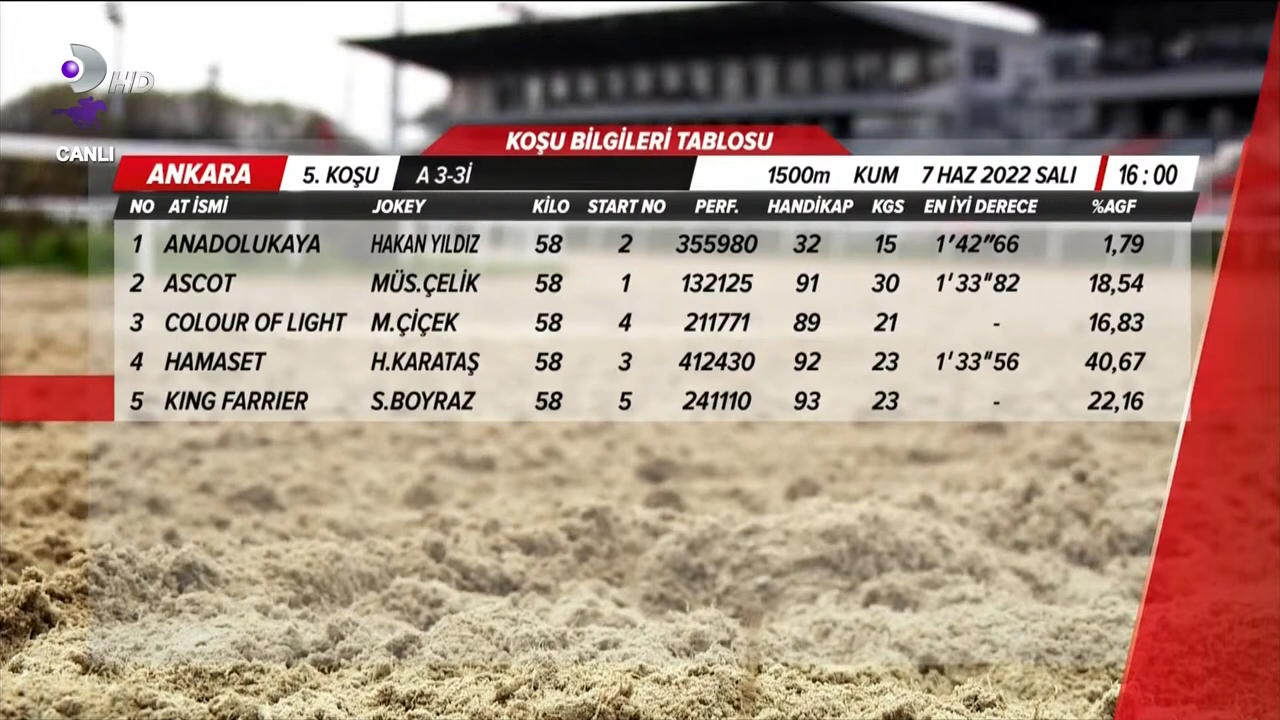 D HD
CANLI
KOŞU BİLGİLERİ TABLOSU
ANKARA 5. KOŞU A 3-3İ 1500m KUM 7 HAZ 2022 SALI 16:00
NO AT İSMİ JOKEY KİLO START NO PERF. HANDİKAP KGS EN İYİ DERECE %AGF
1 ANADOLUKAYA HAKAN YILDIZ 58 2 355980 32 15 1'42"66 1,79
2 ASCOT MÜS.ÇELİK 58 1 132125 91 30 1'33"82 18,54
3 COLOUR OF LIGHT M.ÇİÇEK 58 4 211771 89 21 - 16,83
4 HAMASET H.KARATAŞ 58 3 412430 92 23 1'33"56 40,67
5 KING FARRIER S.BOYRAZ 58 5 241110 93 23 - 22,16